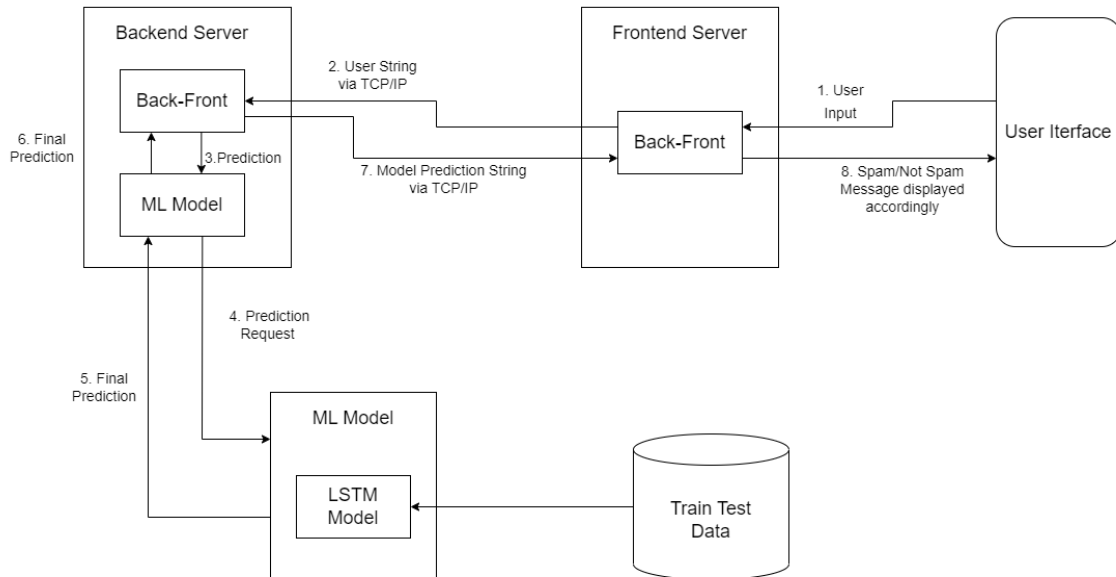 Backend Server
Back-Front
3.Prediction
ML Model
6. Final
Prediction
2. User String
via TCP/IP
7. Model Prediction String
via TCP/IP
Frontend Server
Back-Front
1. User
Input
8. Spam/Not Spam
Message displayed
accordingly
User Iterface
4. Prediction
Request
5. Final
Prediction
ML Model
LSTM
Model
Train Test
Data